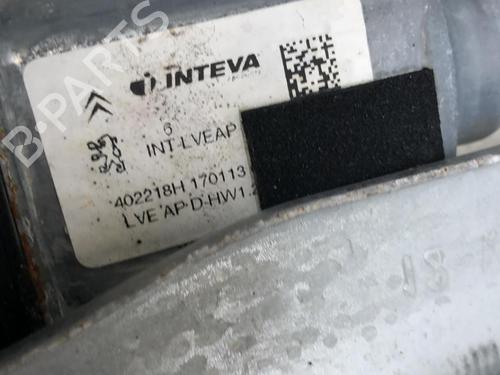 INTEVA
6
INT-LVEAP
402218H 170113
LVE AP-D-HW1.2
B-PARTS